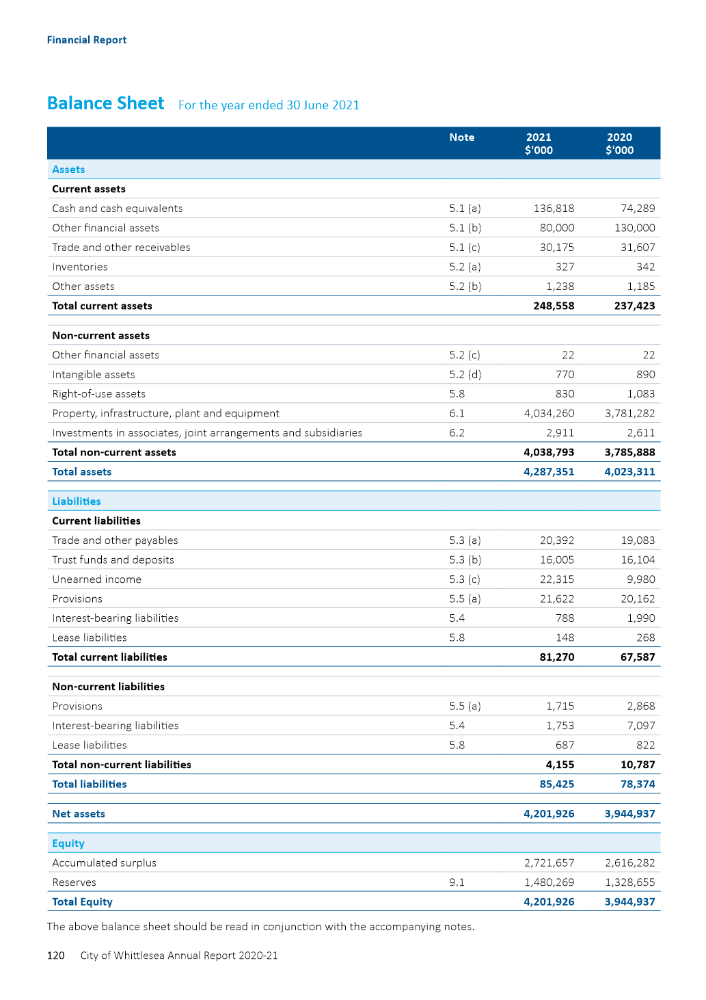 Financial Report
Balance Sheet For the year ended 30 June 2021
Note 2021 2020
$'000 $'000
Assets
Current assets
Cash and cash equivalents 5.1 (a) 136,818 74,289
Other financial assets 5.1 (b) 80,000 130,000
Trade and other receivables 5.1 (c) 30,175 31,607
Inventories 5.2 (a) 327 342
Other assets 5.2 (b) 1,238 1,185
Total current assets 248,558 237,423
Non-current assets
Other financial assets 5.2 (c) 22 22
Intangible assets 5.2 (d) 770 890
Right-of-use assets 5.8 830 1,083
Property, infrastructure, plant and equipment 6.1 4,034,260 3,781,282
Investments in associates, joint arrangements and subsidiaries 6.2 2,911 2,611
Total non-current assets 4,038,793 3,785,888
Total assets 4,287,351 4,023,311
Liabilities
Current liabilities
Trade and other payables 5.3 (a) 20,392 19,083
Trust funds and deposits 5.3 (b) 16,005 16,104
Unearned income 5.3 (c) 22,315 9,980
Provisions 5.5 (a) 21,622 20,162
Interest-bearing liabilities 5.4 788 1,990
Lease liabilities 5.8 148 268
Total current liabilities 81,270 67,587
Non-current liabilities
Provisions 5.5 (a) 1,715 2,868
Interest-bearing liabilities 5.4 1,753 7,097
Lease liabilities 5.8 687 822
Total non-current liabilities 4,155 10,787
Total liabilities 85,425 78,374
Net assets 4,201,926 3,944,937
Equity
Accumulated surplus 2,721,657 2,616,282
Reserves 9.1 1,480,269 1,328,655
Total Equity 4,201,926 3,944,937
The above balance sheet should be read in conjunction with the accompanying notes.
120 City of Whittlesea Annual Report 2020-21